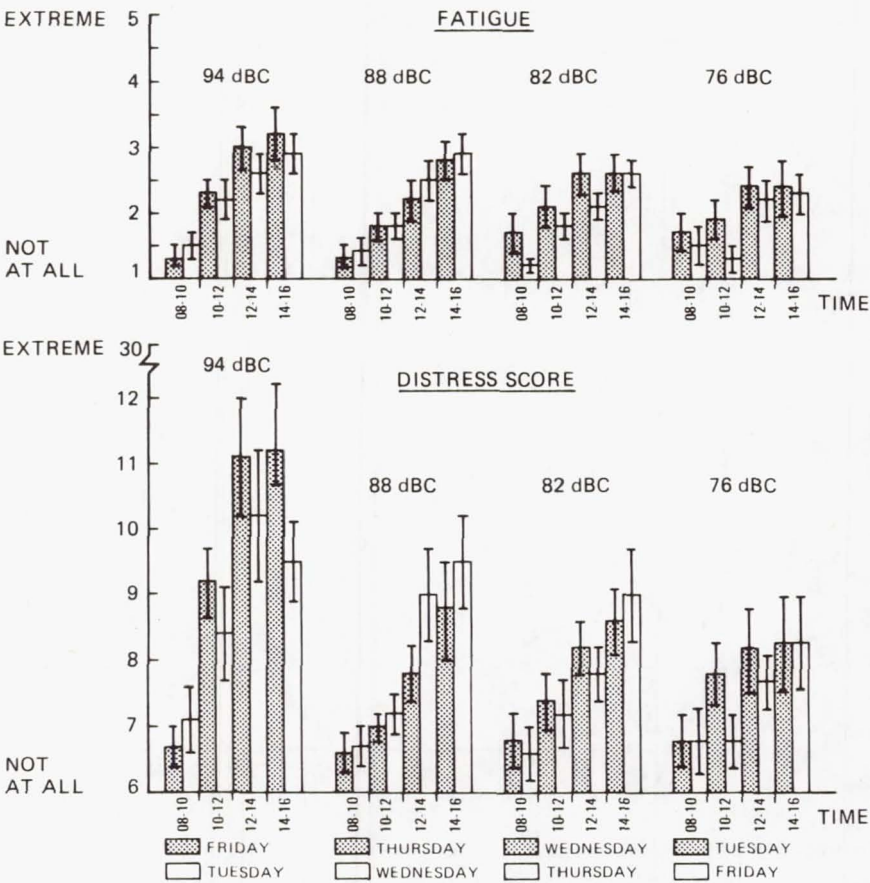 EXTREME 5 FATIGUE
4
94 dBC 88 dBC 82 dBC 76 dBC
3
2
NOT
AT ALL 1
08-10 10-12 12-14 14-16 08-10 10-12 12-14 14-16 08-10 10-12 12-14 14-16 08-10 10-12 12-14 14-16 TIME
EXTREME 30
94 dBC
DISTRESS SCORE
12
11
88 dBC 82 dBC 76 dBC
10
9
8
7
NOT
AT ALL 6
08-10 10-12 12-14 14-16 08-10 10-12 12-14 14-16 08-10 10-12 12-14 14-16 08-10 10-12 12-14 14-16 TIME
FRIDAY THURSDAY WEDNESDAY TUESDAY
TUESDAY WEDNESDAY THURSDAY FRIDAY